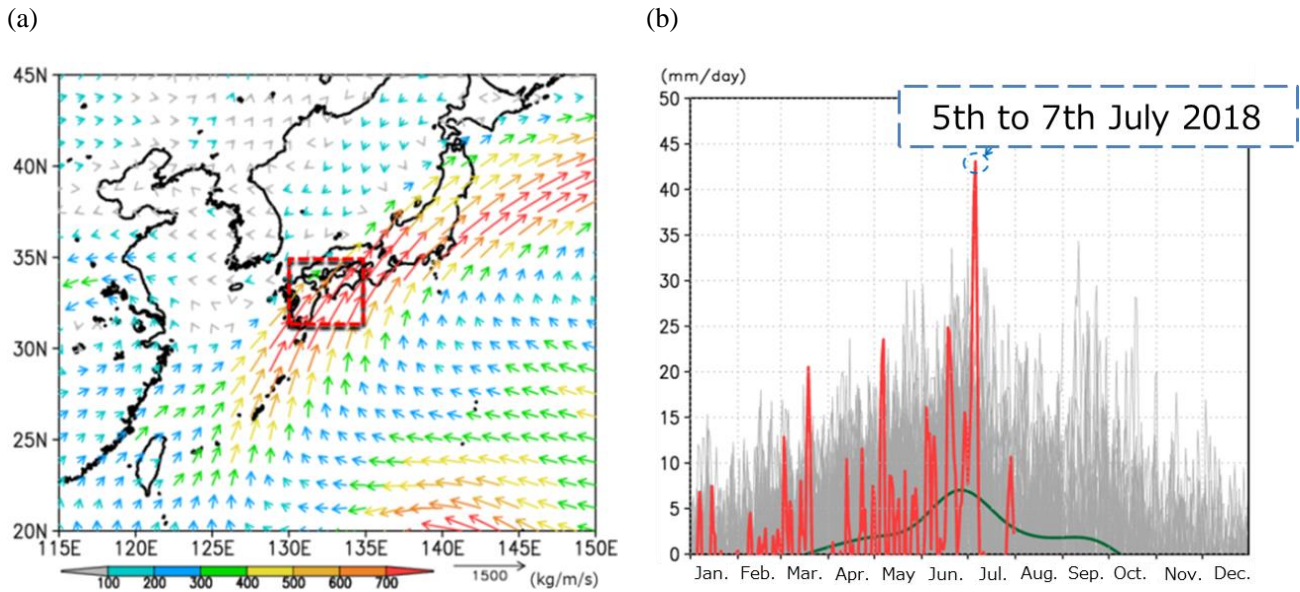 (a)
45N
40N
35N
30N
25N
20N
115E 120E 125E 130E 135E 140E 145E 150E
100 200 300 400 500 600 700
1500 (kg/m/s)
(b)
(mm/day)
5th to 7th July 2018
50
45
40
35
30
25
20
15
10
5
0
Jan. Feb. Mar. Apr. May Jun. Jul. Aug. Sep. Oct. Nov. Dec.